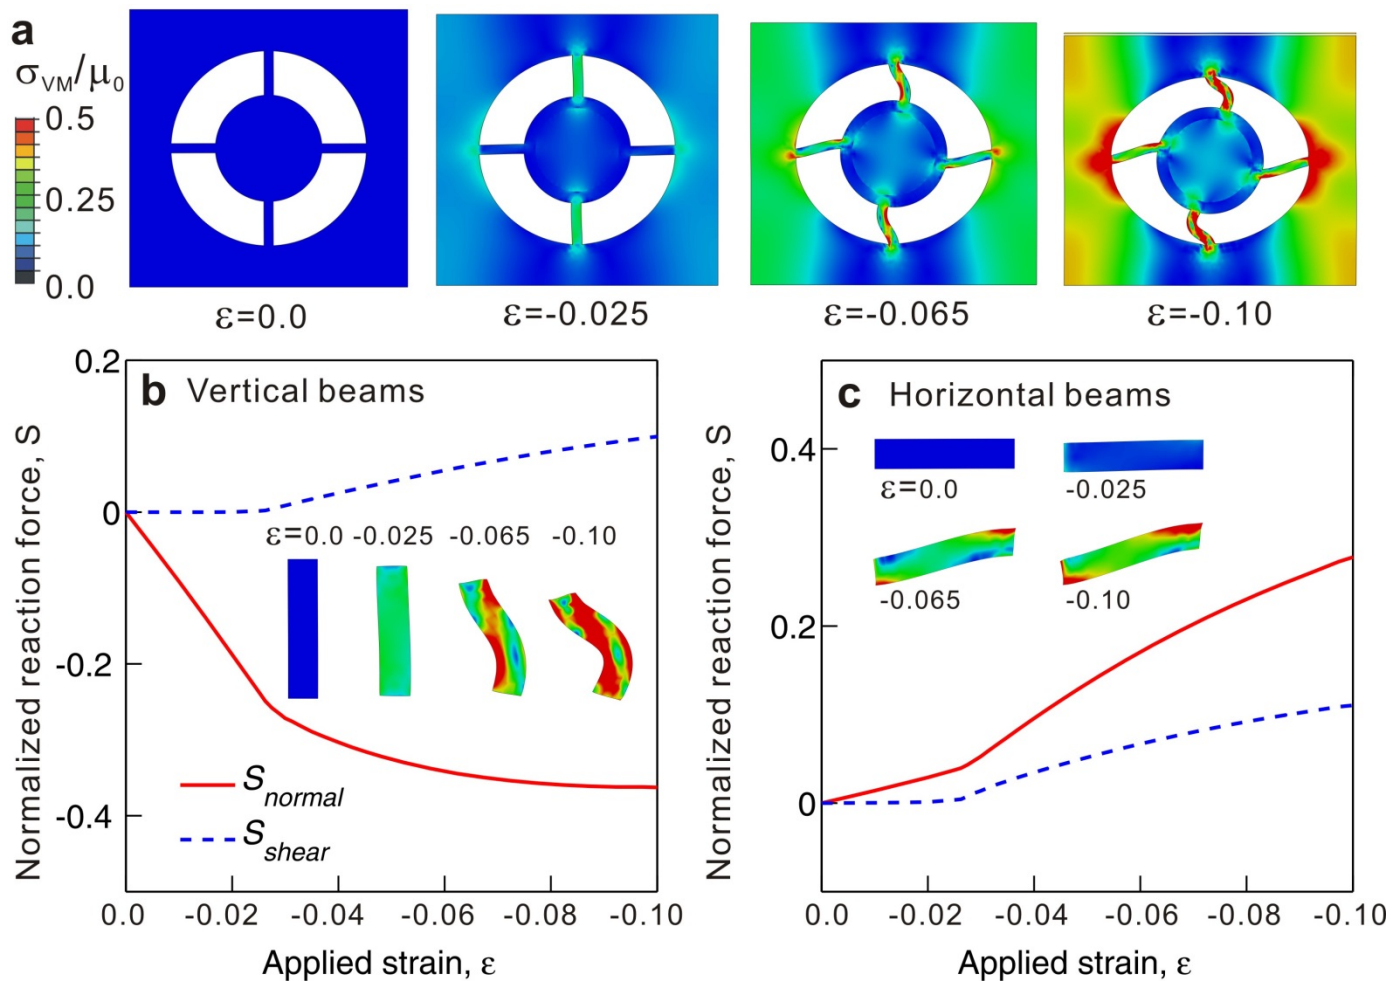 a
σVM/μ0
0.5
0.25
0.0
ε=0.0
ε=-0.025
ε=-0.065
ε=-0.10
b Vertical beams
Normalized reaction force, S
0.2
0
-0.2
-0.4
ε=0.0 -0.025 -0.065 -0.10
Snormal
Sshear
0.0 -0.02 -0.04 -0.06 -0.08 -0.10
Applied strain, ε
c Horizontal beams
Normalized reaction force, S
0.4
0.2
0
ε=0.0
-0.025
-0.065
-0.10
0.0 -0.02 -0.04 -0.06 -0.08 -0.10
Applied strain, ε